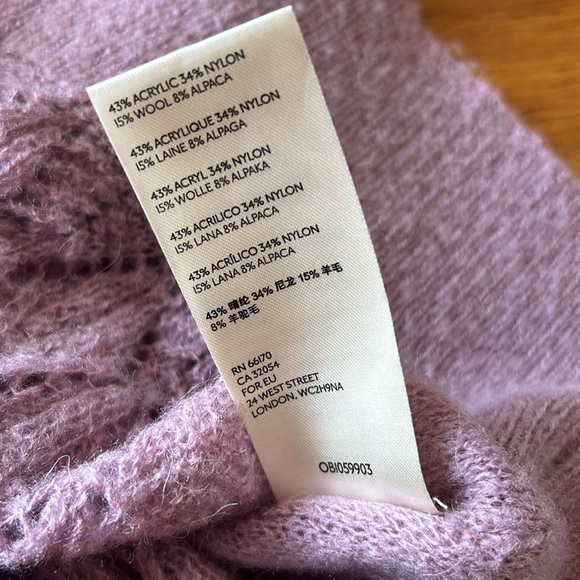 43% ACRYLIC 34% NYLON
15% WOOL 8% ALPACA
43% ACRYLIQUE 34% NYLON
15% LAINE 8% ALPAGA
43% ACRYL 34% NYLON
15% WOLLE 8% ALPAKA
43% ACRILICO 34% NYLON
15% LANA 8% ALPACA
43% ACRÍLICO 34% NYLON
15% LANA 8% ALPACA
43% 晴纶 34% 尼龙 15% 羊毛
8% 羊驼毛
RN 66170
CA 32054
FOR EU
24 WEST STREET
LONDON, WC2H9NA
OB1059903